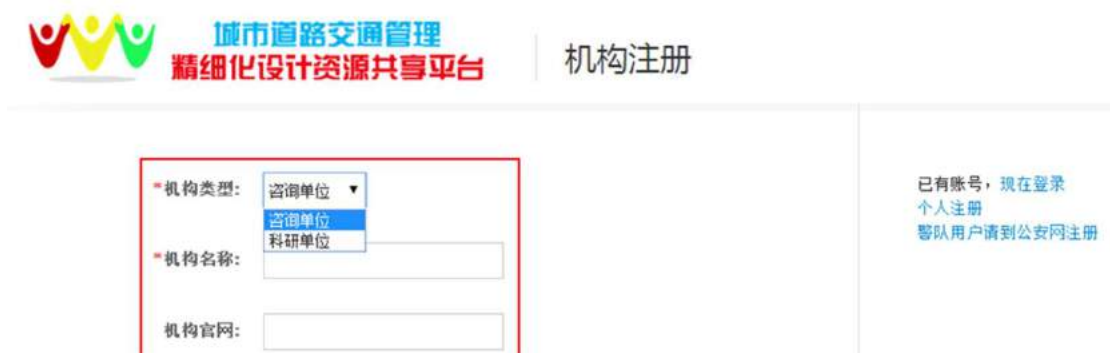 城市道路交通管理
精细化设计资源共享平台
机构注册
*机构类型:
咨询单位 ▼
咨询单位
科研单位
*机构名称:
机构官网:
已有账号，现在登录
个人注册
警队用户请到公安网注册